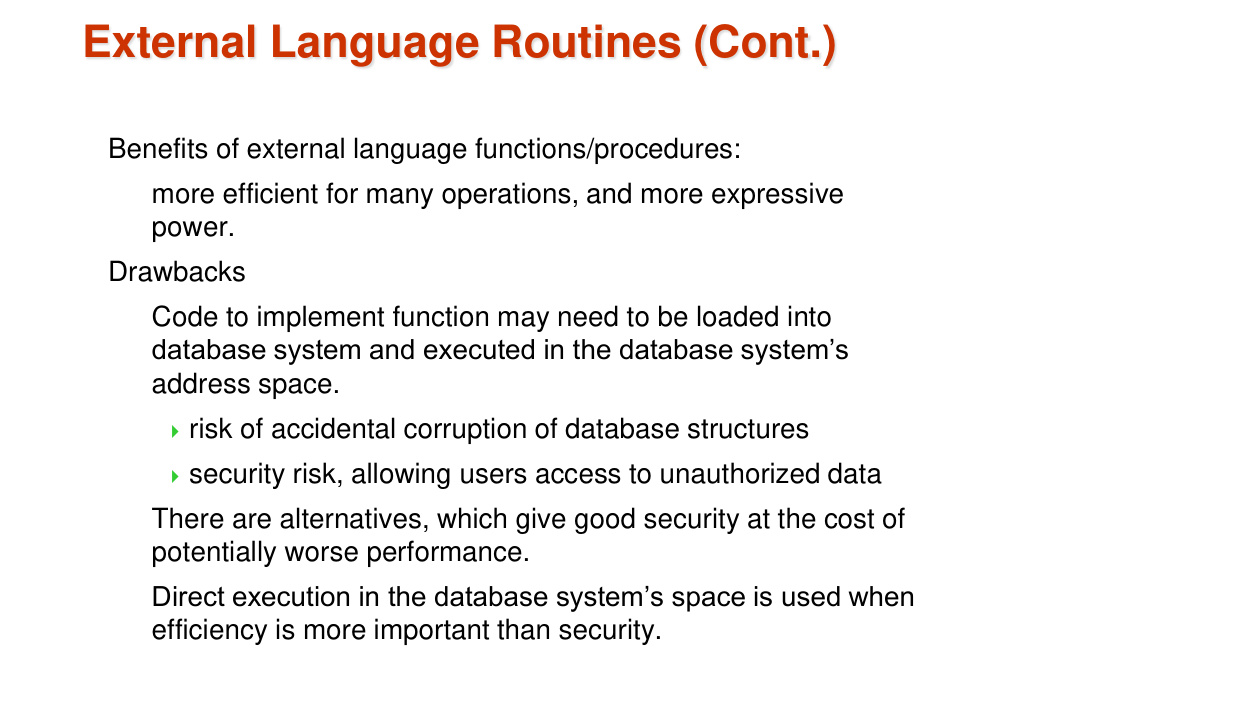 External Language Routines (Cont.)
Benefits of external language functions/procedures:
more efficient for many operations, and more expressive
power.
Drawbacks
Code to implement function may need to be loaded into
database system and executed in the database system’s
address space.
risk of accidental corruption of database structures
security risk, allowing users access to unauthorized data
There are alternatives, which give good security at the cost of
potentially worse performance.
Direct execution in the database system’s space is used when
efficiency is more important than security.